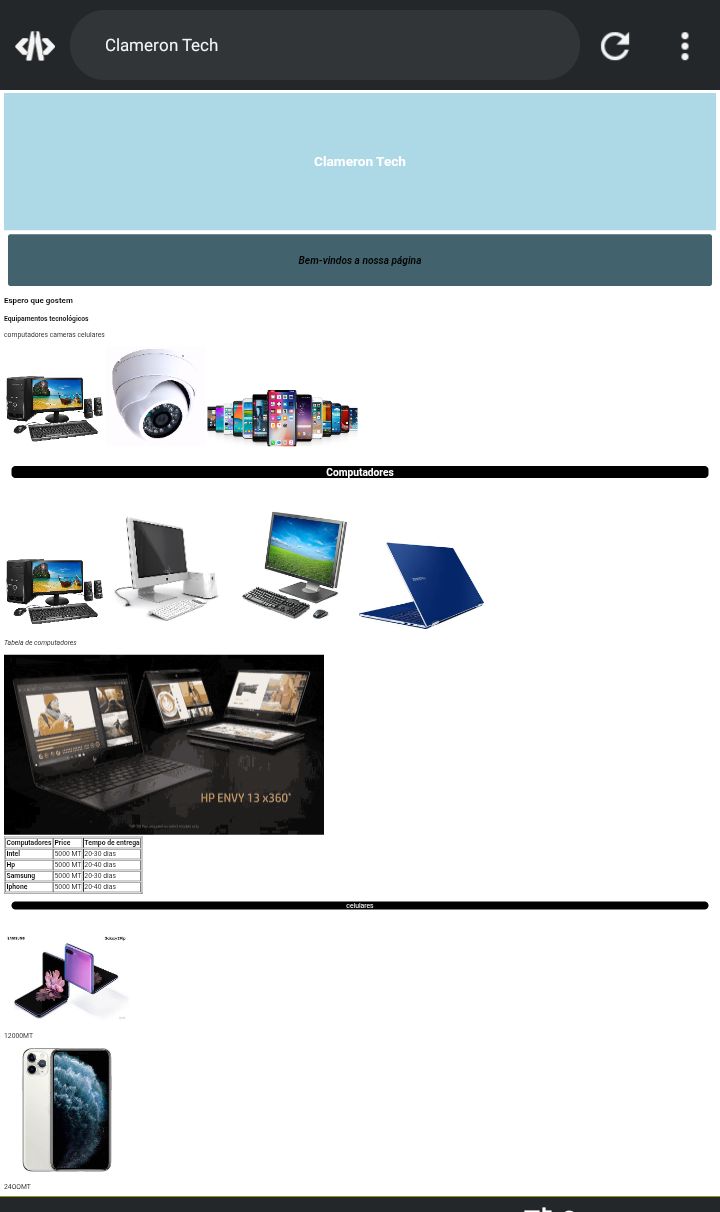 Clameron Tech
Clameron Tech
Bem-vindos a nossa página
Espero que gostem
Equipamentos tecnológicos
computadores cameras celulares
Computadores
Tabela de computadores
HP ENVY 13 x360°
Computadores Price Tempo de entrega
Intel 5000 MT 20-30 dias
Hp 5000 MT 20-40 dias
Samsung 5000 MT 20-30 dias
Iphone 5000 MT 20-40 dias
celulares
12000MT
2400MT